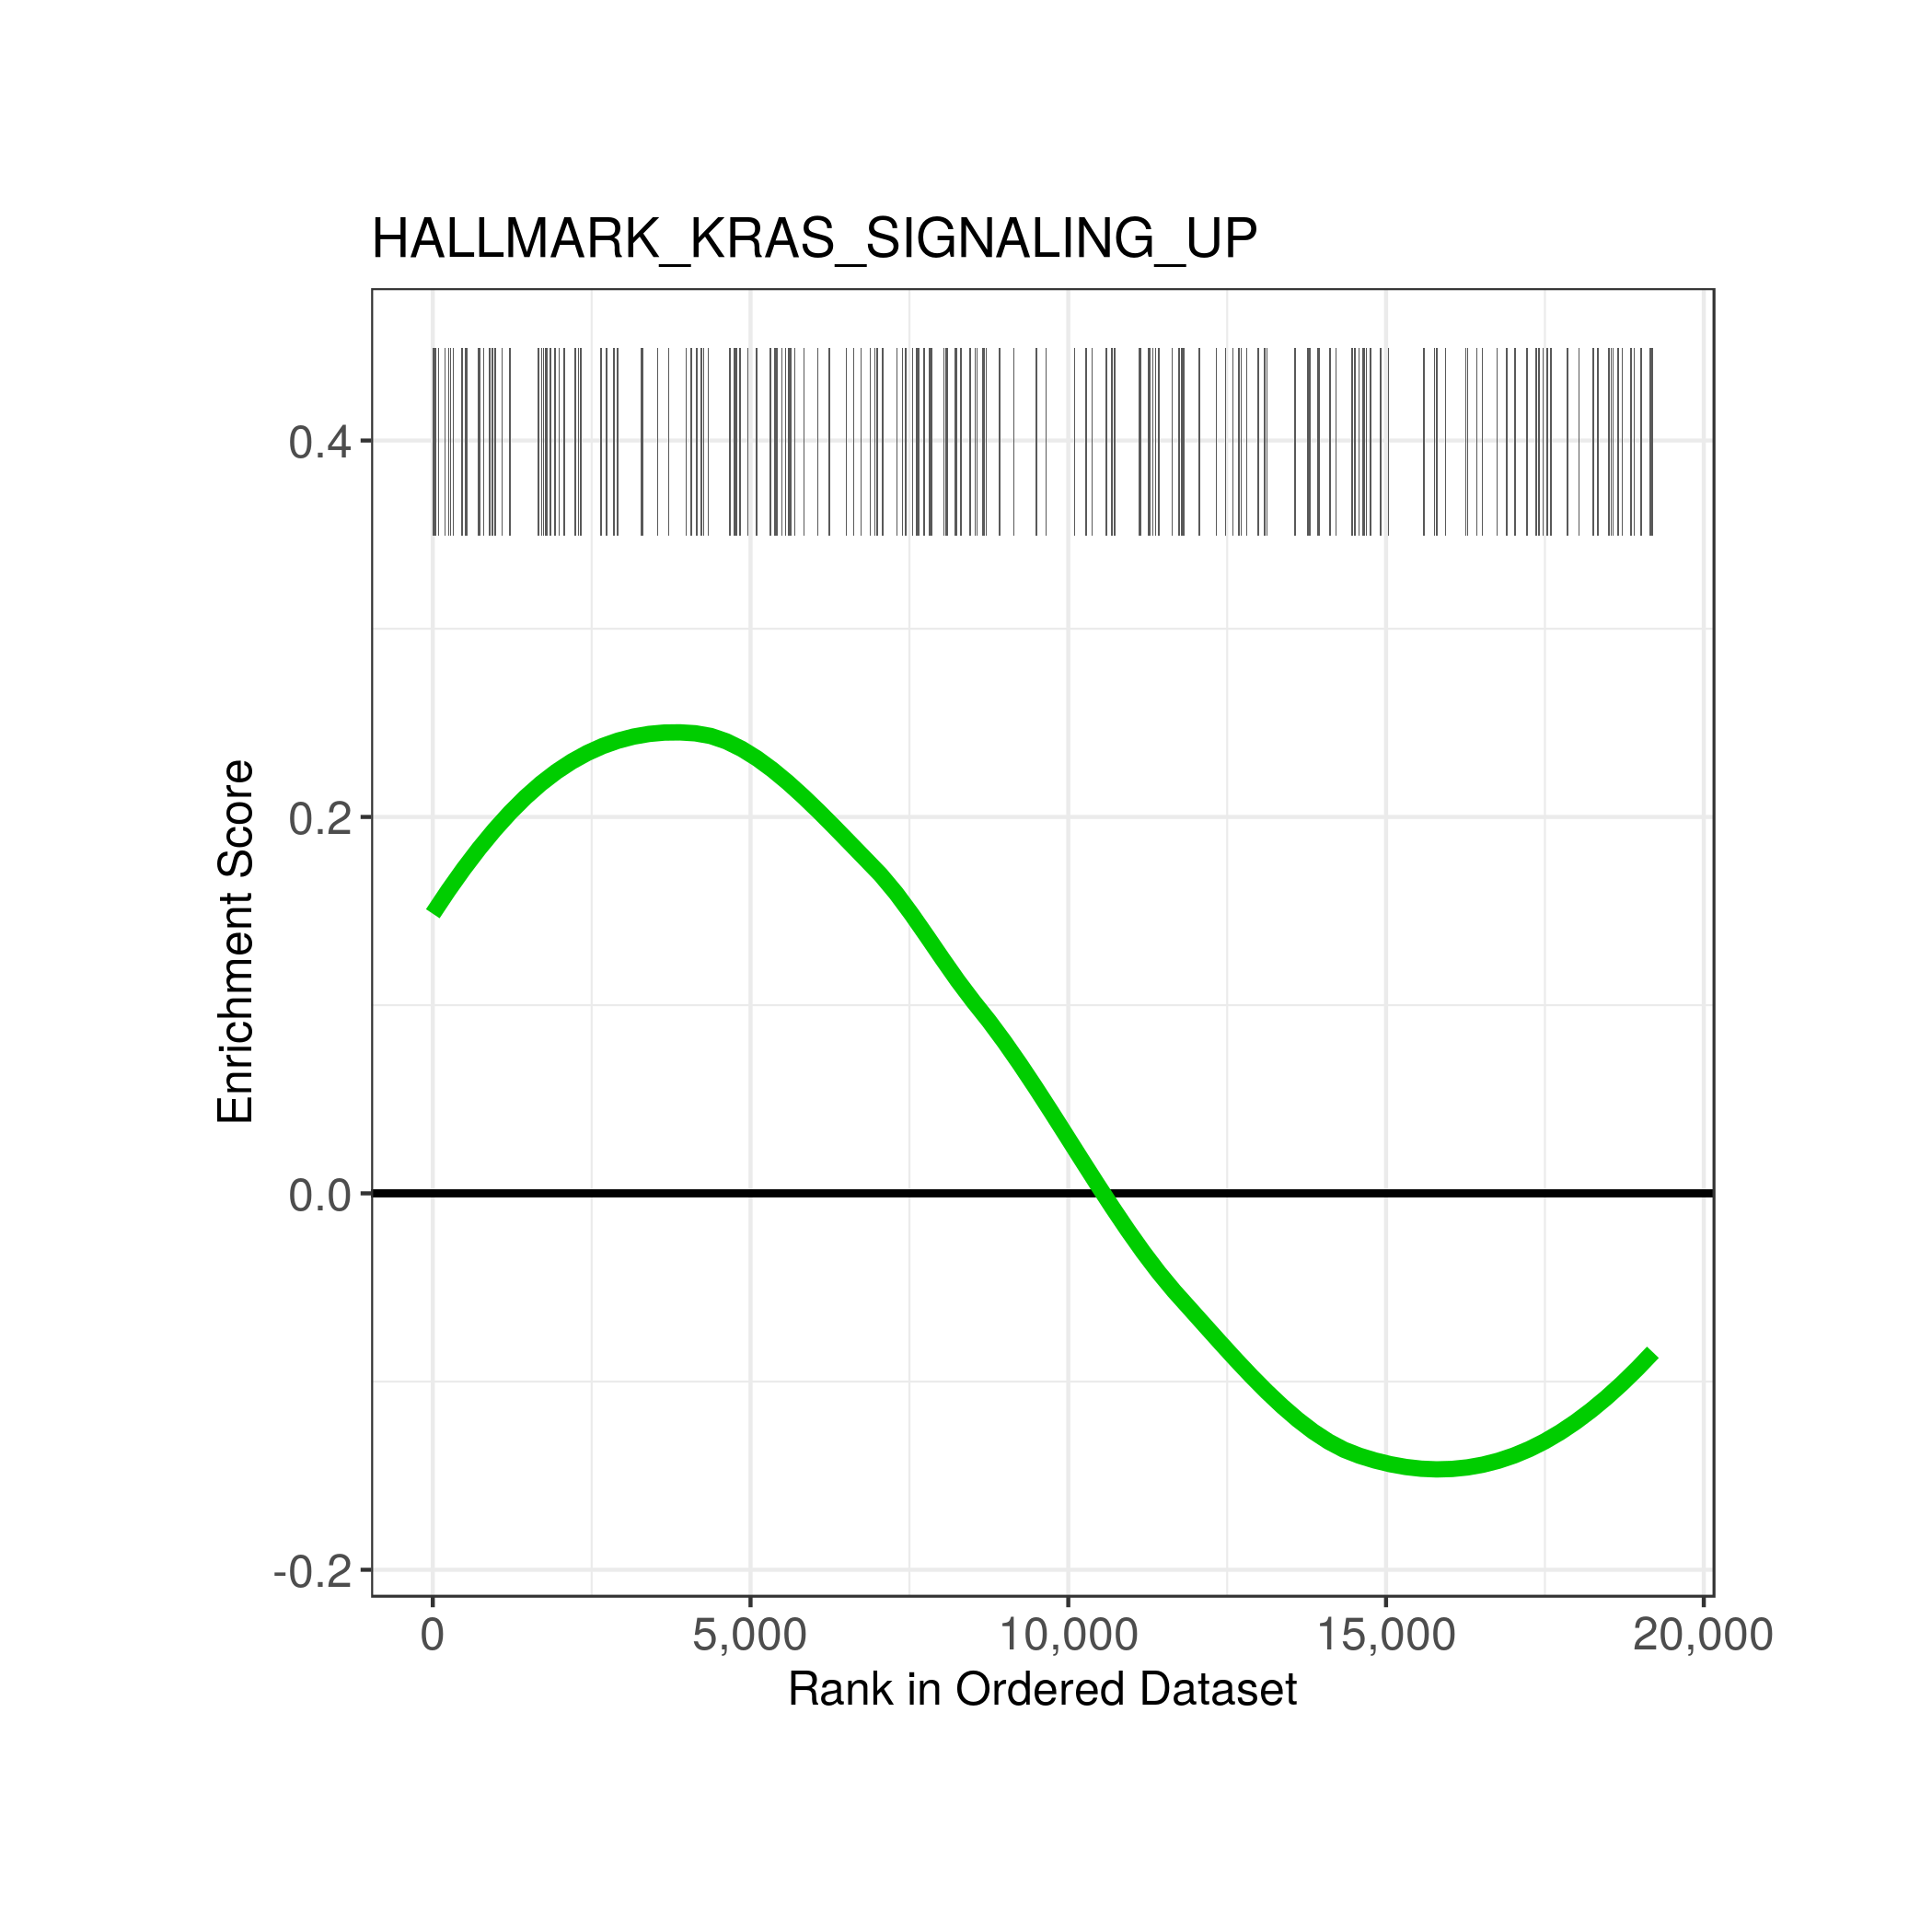 HALLMARK_KRAS_SIGNALING_UP
Enrichment Score
0.4
0.2
0.0
-0.2
0 5,000 10,000 15,000 20,000
Rank in Ordered Dataset